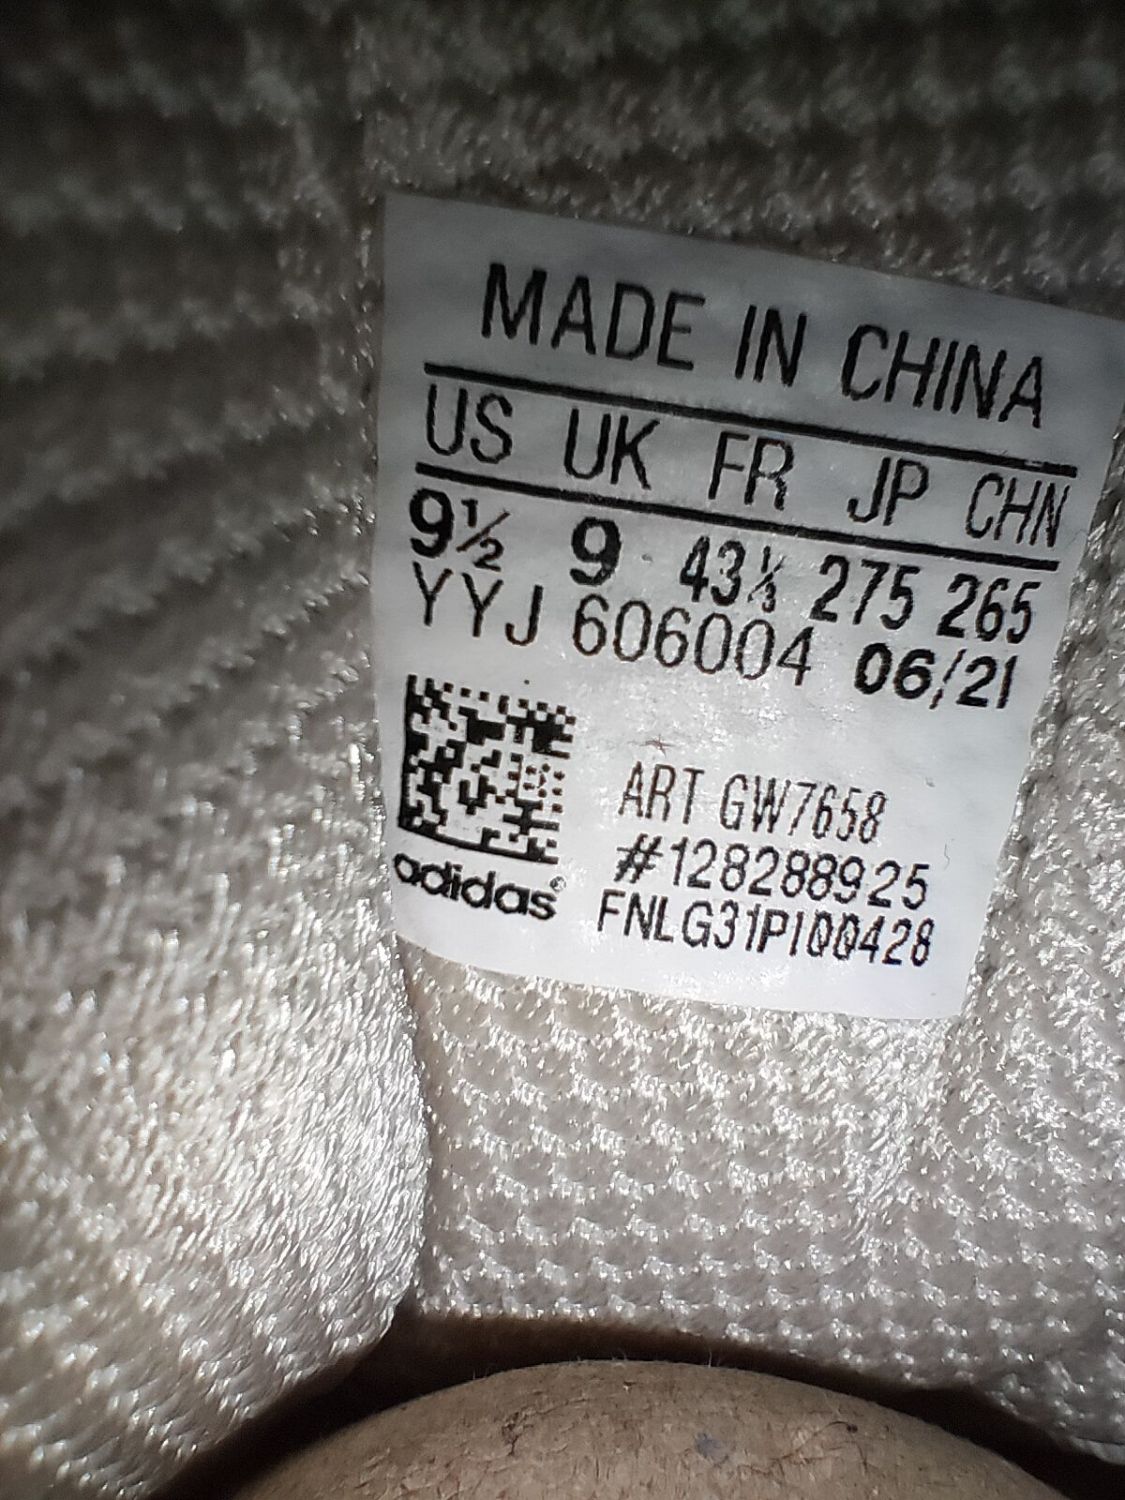 MADE IN CHINA
US UK FR JP CHN
9½ 9 43⅓ 275 265
YYJ 606004 06/21
ART GW7658
#128288925
FNLG31PI00428
adidas®